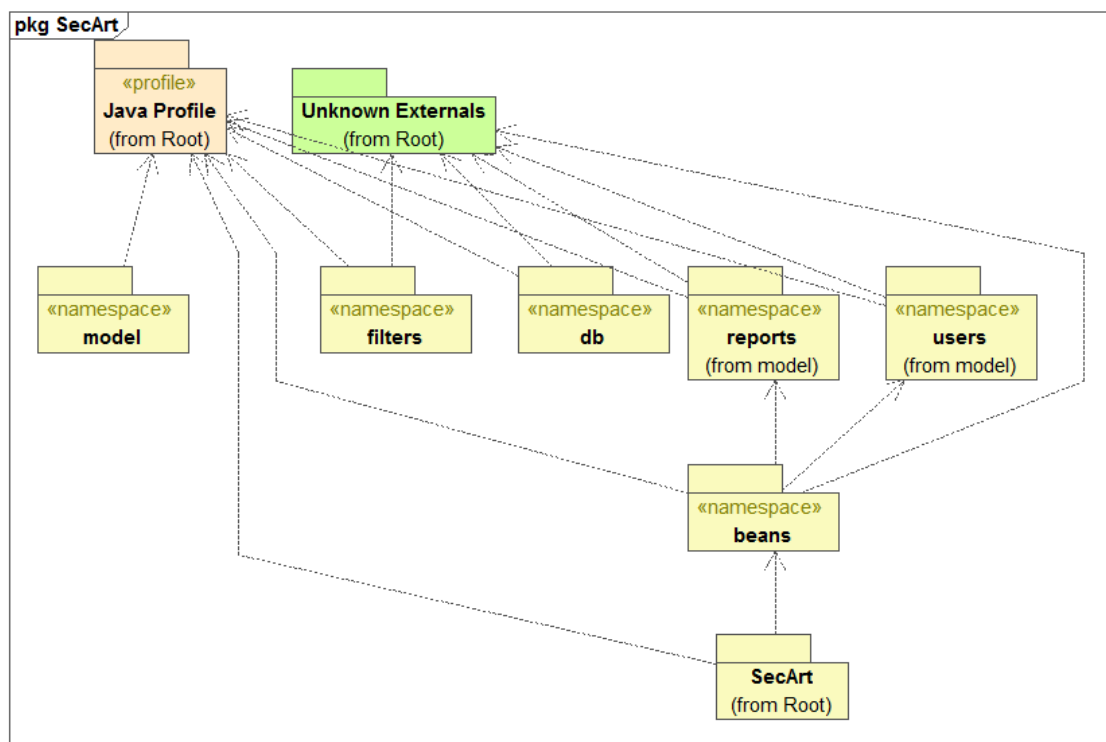 pkg SecArt
«profile»
Java Profile
(from Root)
Unknown Externals
(from Root)
«namespace»
model
«namespace»
filters
«namespace»
db
«namespace»
reports
(from model)
«namespace»
users
(from model)
«namespace»
beans
SecArt
(from Root)